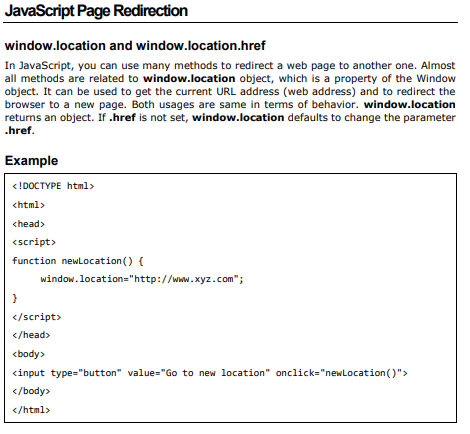 JavaScript Page Redirection
window.location and window.location.href
In JavaScript, you can use many methods to redirect a web page to another one. Almost
all methods are related to window.location object, which is a property of the Window
object. It can be used to get the current URL address (web address) and to redirect the
browser to a new page. Both usages are same in terms of behavior. window.location
returns an object. If .href is not set, window.location defaults to change the parameter
.href.
Example
<!DOCTYPE html>
<html>
<head>
<script>
function newLocation() {
window.location="http://www.xyz.com";
}
</script>
</head>
<body>
<input type="button" value="Go to new location" onclick="newLocation()">
</body>
</html>